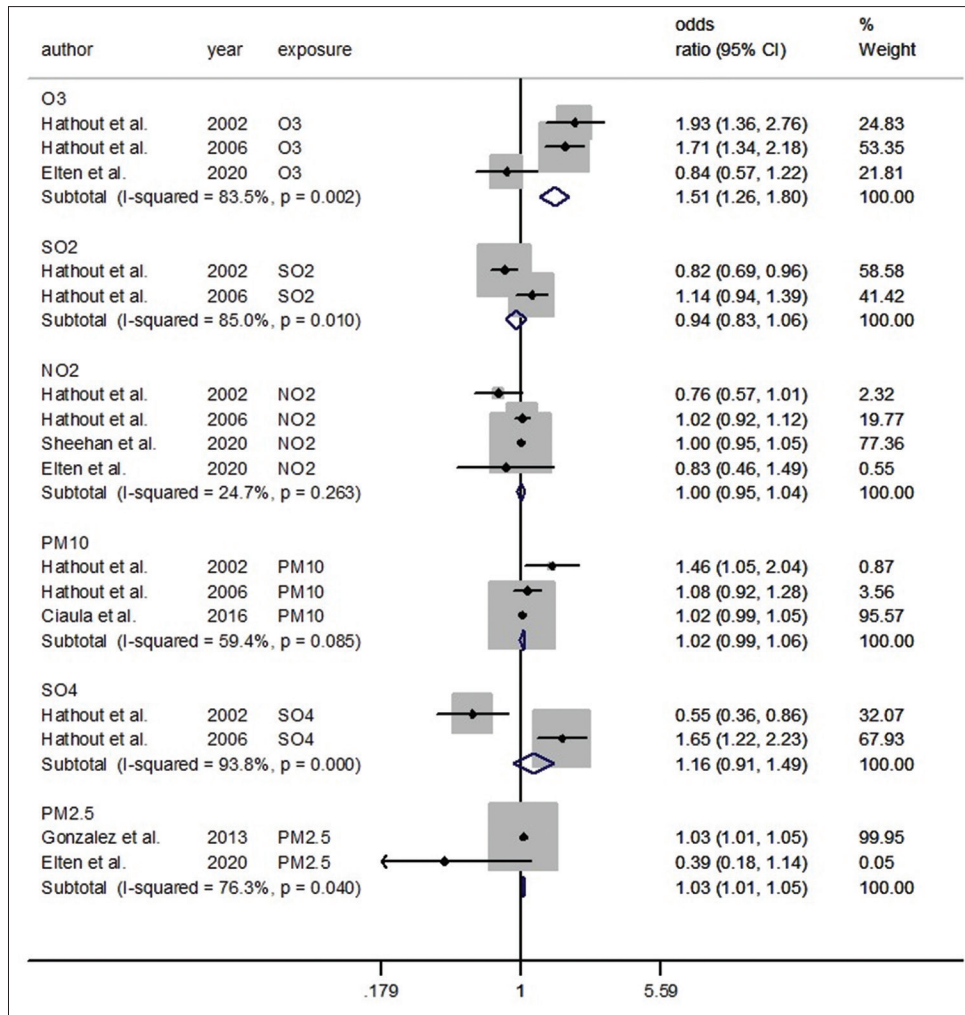 odds %
author year exposure ratio (95% CI) Weight
O3
Hathout et al. 2002 O3 1.93 (1.36, 2.76) 24.83
Hathout et al. 2006 O3 1.71 (1.34, 2.18) 53.35
Elten et al. 2020 O3 0.84 (0.57, 1.22) 21.81
Subtotal (I-squared = 83.5%, p = 0.002) 1.51 (1.26, 1.80) 100.00
SO2
Hathout et al. 2002 SO2 0.82 (0.69, 0.96) 58.58
Hathout et al. 2006 SO2 1.14 (0.94, 1.39) 41.42
Subtotal (I-squared = 85.0%, p = 0.010) 0.94 (0.83, 1.06) 100.00
NO2
Hathout et al. 2002 NO2 0.76 (0.57, 1.01) 2.32
Hathout et al. 2006 NO2 1.02 (0.92, 1.12) 19.77
Sheehan et al. 2020 NO2 1.00 (0.95, 1.05) 77.36
Elten et al. 2020 NO2 0.83 (0.46, 1.49) 0.55
Subtotal (I-squared = 24.7%, p = 0.263) 1.00 (0.95, 1.04) 100.00
PM10
Hathout et al. 2002 PM10 1.46 (1.05, 2.04) 0.87
Hathout et al. 2006 PM10 1.08 (0.92, 1.28) 3.56
Ciaula et al. 2016 PM10 1.02 (0.99, 1.05) 95.57
Subtotal (I-squared = 59.4%, p = 0.085) 1.02 (0.99, 1.06) 100.00
SO4
Hathout et al. 2002 SO4 0.55 (0.36, 0.86) 32.07
Hathout et al. 2006 SO4 1.65 (1.22, 2.23) 67.93
Subtotal (I-squared = 93.8%, p = 0.000) 1.16 (0.91, 1.49) 100.00
PM2.5
Gonzalez et al. 2013 PM2.5 1.03 (1.01, 1.05) 99.95
Elten et al. 2020 PM2.5 0.39 (0.18, 1.14) 0.05
Subtotal (I-squared = 76.3%, p = 0.040) 1.03 (1.01, 1.05) 100.00
.179 1 5.59